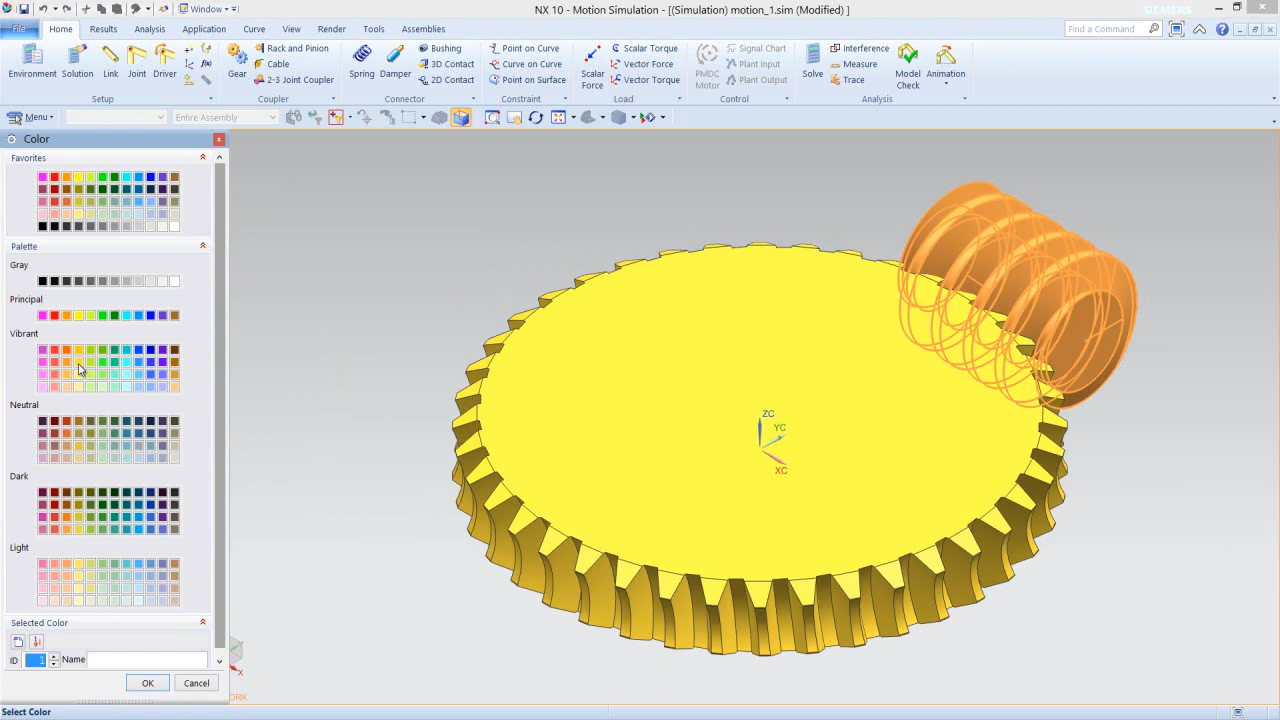 Window
NX 10 - Motion Simulation - [(Simulation) motion_1.sim (Modified) ]
SIEMENS
File Home Results Analysis Application Curve View Render Tools Assemblies
Find a Command
Environment Solution Link Joint Driver
Setup
Gear Rack and Pinion
Cable
2-3 Joint Coupler
Coupler
Spring Damper Bushing
3D Contact
2D Contact
Connector
Point on Curve
Curve on Curve
Point on Surface
Constraint
Scalar Force Scalar Torque
Vector Force
Vector Torque
Load
PMDC Motor Signal Chart
Plant Input
Plant Output
Control
Solve Interference
Measure
Trace
Model Check Animation
Analysis
Menu Entire Assembly
Color
Favorites
Palette
Gray
Principal
Vibrant
Neutral
Dark
Light
Selected Color
ID 1 Name
OK Cancel
ZC
YC
XC
X
ORK
Select Color